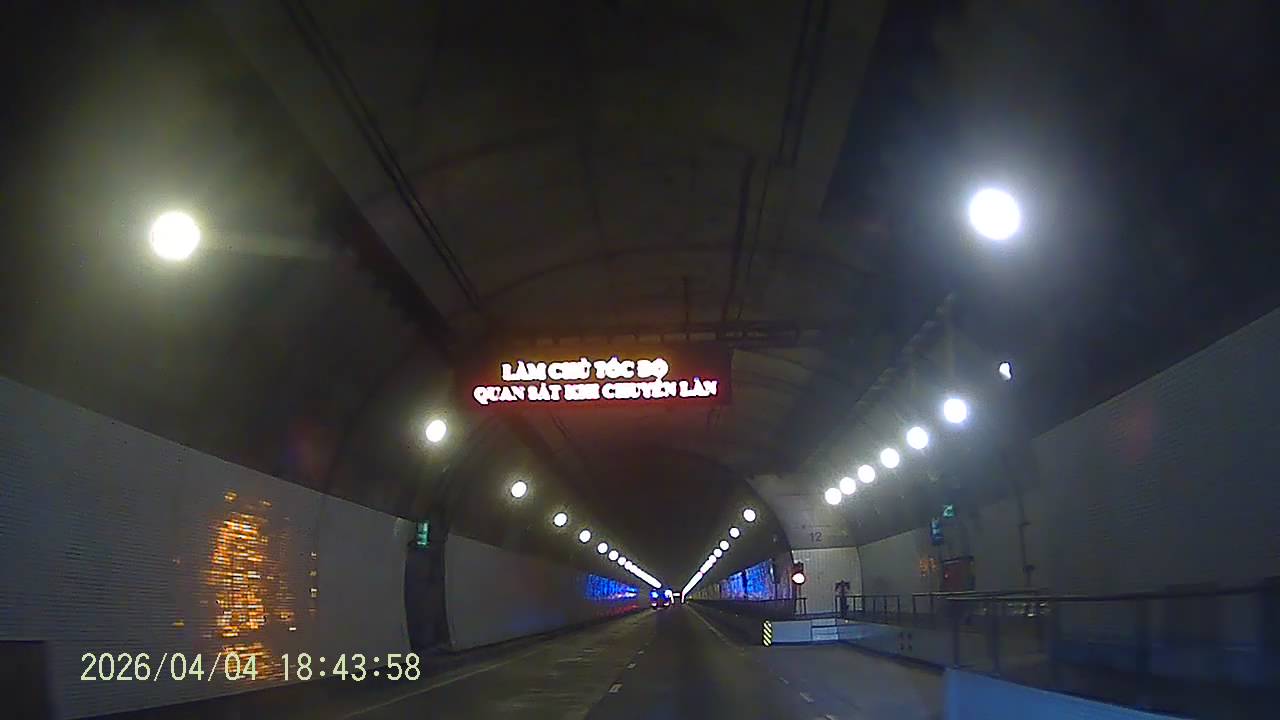 LÀM CHỦ TỐC ĐỘ
QUAN SÁT KHI CHUYỂN LÀN
12
2026/04/04 18:43:58